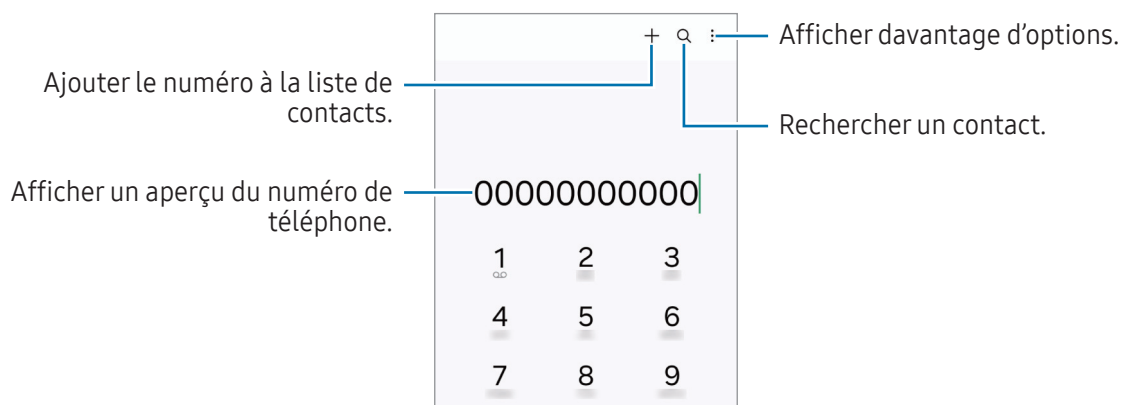 Afficher davantage d'options.
Ajouter le numéro à la liste de
contacts.
Rechercher un contact.
Afficher un aperçu du numéro de
téléphone.
00000000000
1 2 3
4 5 6
7 8 9